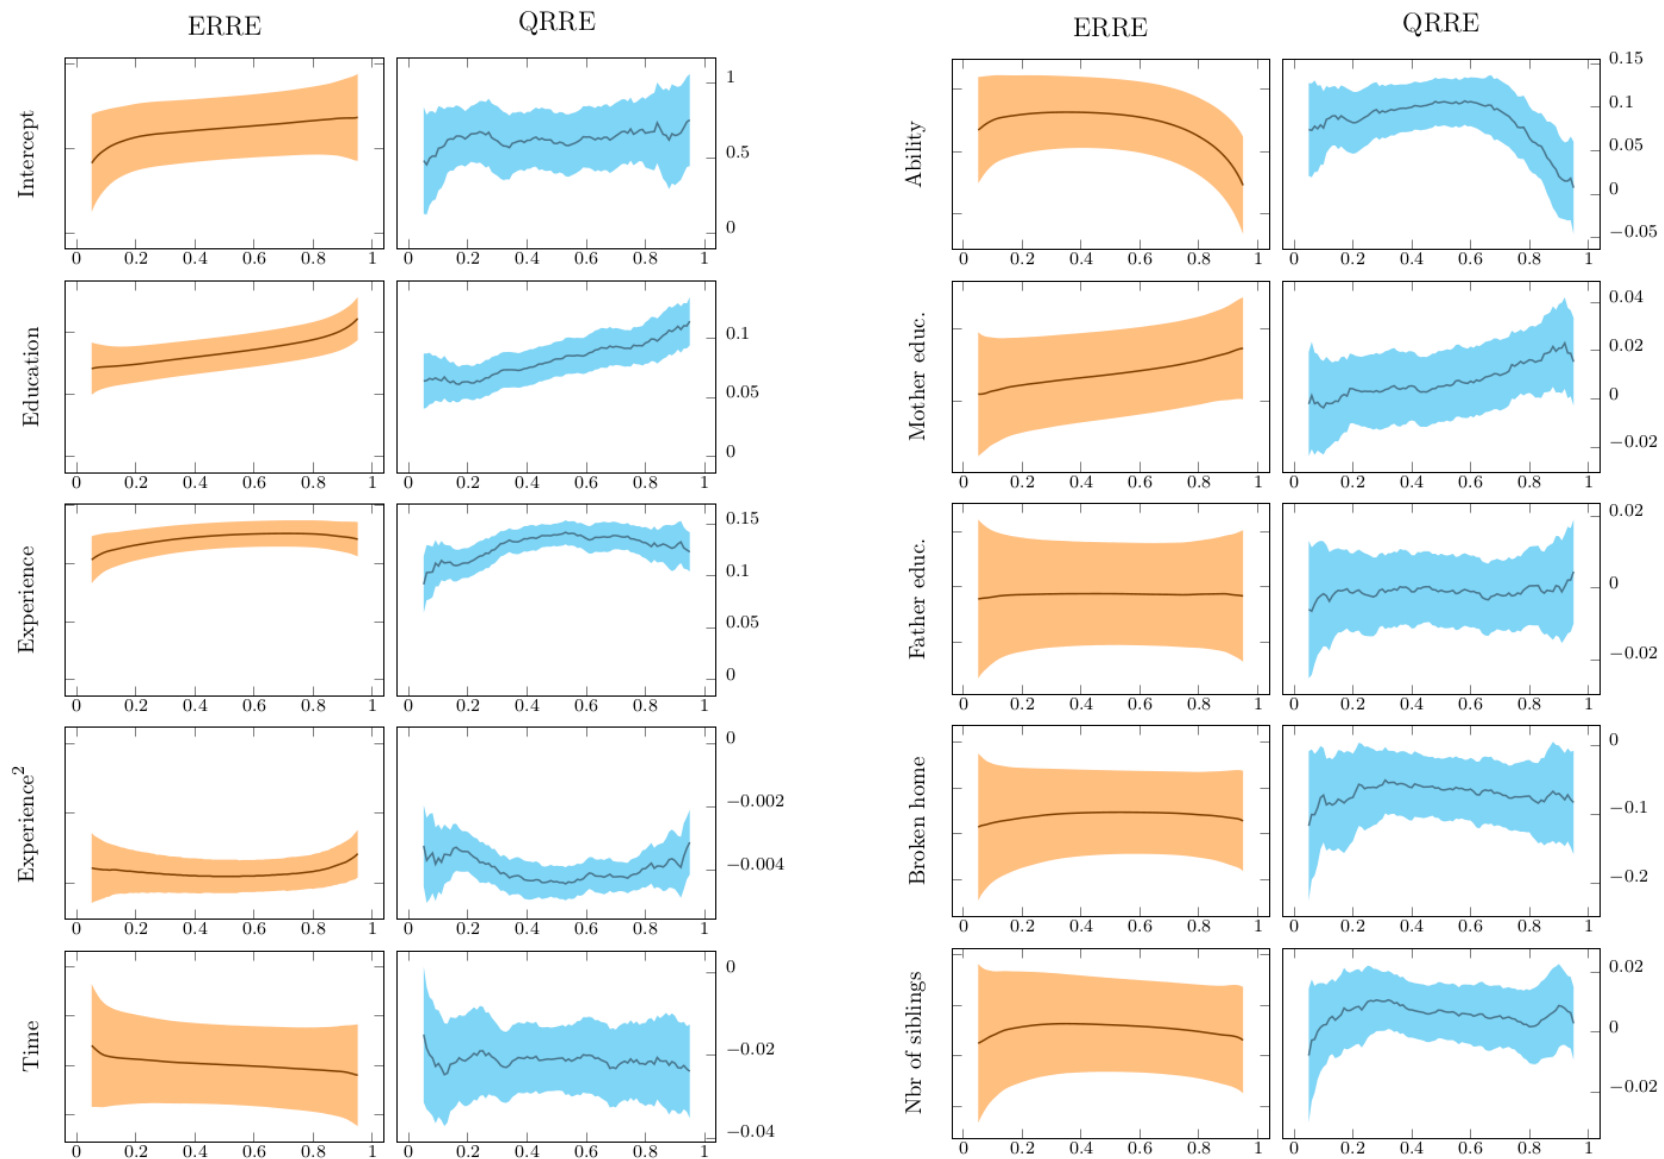 ERRE QRRE ERRE QRRE
Intercept
1
0.5
0
0 0.2 0.4 0.6 0.8 1 0 0.2 0.4 0.6 0.8 1
Education
0.1
0.05
0
0 0.2 0.4 0.6 0.8 1 0 0.2 0.4 0.6 0.8 1
Experience
0.15
0.1
0.05
0
0 0.2 0.4 0.6 0.8 1 0 0.2 0.4 0.6 0.8 1
Experience²
0
−0.002
−0.004
0 0.2 0.4 0.6 0.8 1 0 0.2 0.4 0.6 0.8 1
Time
0
−0.02
−0.04
0 0.2 0.4 0.6 0.8 1 0 0.2 0.4 0.6 0.8 1
Ability
0.15
0.1
0.05
0
−0.05
0 0.2 0.4 0.6 0.8 1 0 0.2 0.4 0.6 0.8 1
Mother educ.
0.04
0.02
0
−0.02
0 0.2 0.4 0.6 0.8 1 0 0.2 0.4 0.6 0.8 1
Father educ.
0.02
0
−0.02
0 0.2 0.4 0.6 0.8 1 0 0.2 0.4 0.6 0.8 1
Broken home
0
−0.1
−0.2
0 0.2 0.4 0.6 0.8 1 0 0.2 0.4 0.6 0.8 1
Nbr of siblings
0.02
0
−0.02
0 0.2 0.4 0.6 0.8 1 0 0.2 0.4 0.6 0.8 1